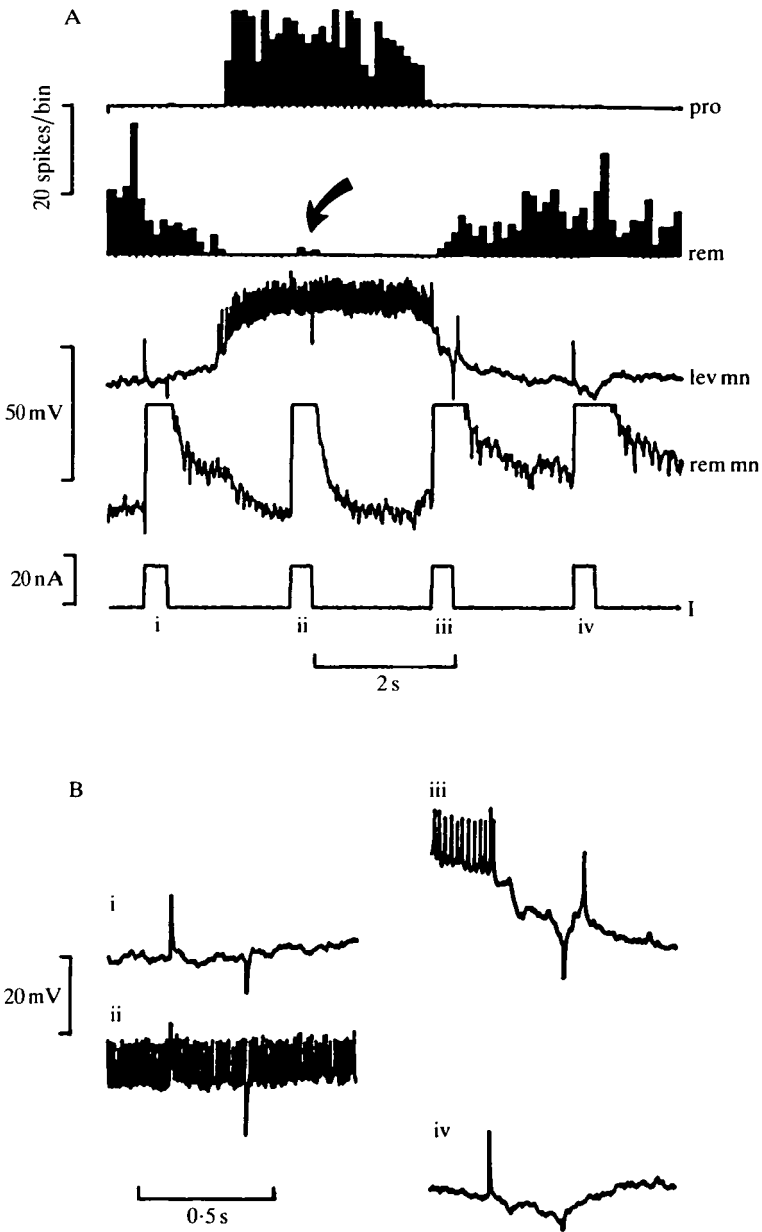 A
20 spikes/bin
pro
rem
lev mn
50 mV
rem mn
20 nA
I
i ii iii iv
2 s
B
iii
i
20 mV
ii
iv
0·5 s